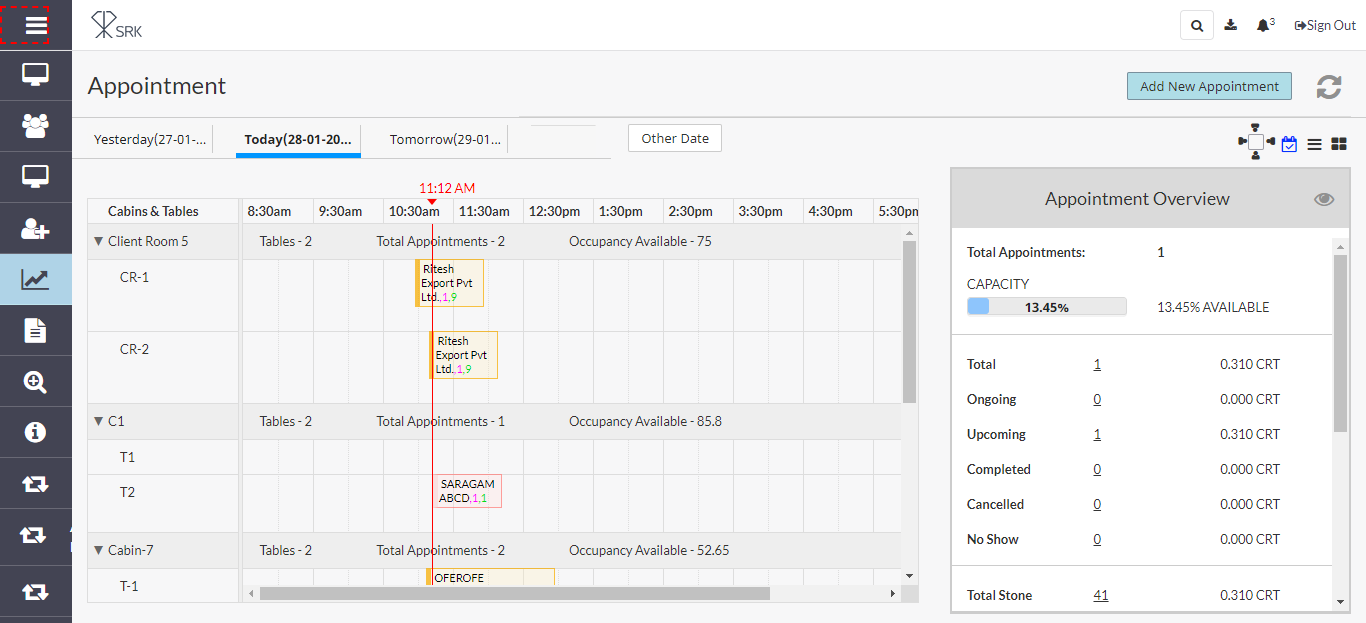 SRK
3
Sign Out
Appointment
Add New Appointment
Yesterday(27-01-...
Today(28-01-20...
Tomorrow(29-01...
Other Date
11:12 AM
Cabins & Tables 8:30am 9:30am 10:30am 11:30am 12:30pm 1:30pm 2:30pm 3:30pm 4:30pm 5:30pm
Client Room 5 Tables - 2 Total Appointments - 2 Occupancy Available - 75
CR-1
Ritesh
Export Pvt
Ltd.,1,9
CR-2
Ritesh
Export Pvt
Ltd.,1,9
C1 Tables - 2 Total Appointments - 1 Occupancy Available - 85.8
T1
T2
SARAGAM
ABCD,1,1
Cabin-7 Tables - 2 Total Appointments - 2 Occupancy Available - 52.65
T-1
OFEROFE
Appointment Overview
Total Appointments: 1
CAPACITY
13.45% 13.45% AVAILABLE
Total 1 0.310 CRT
Ongoing 0 0.000 CRT
Upcoming 1 0.310 CRT
Completed 0 0.000 CRT
Cancelled 0 0.000 CRT
No Show 0 0.000 CRT
Total Stone 41 0.310 CRT